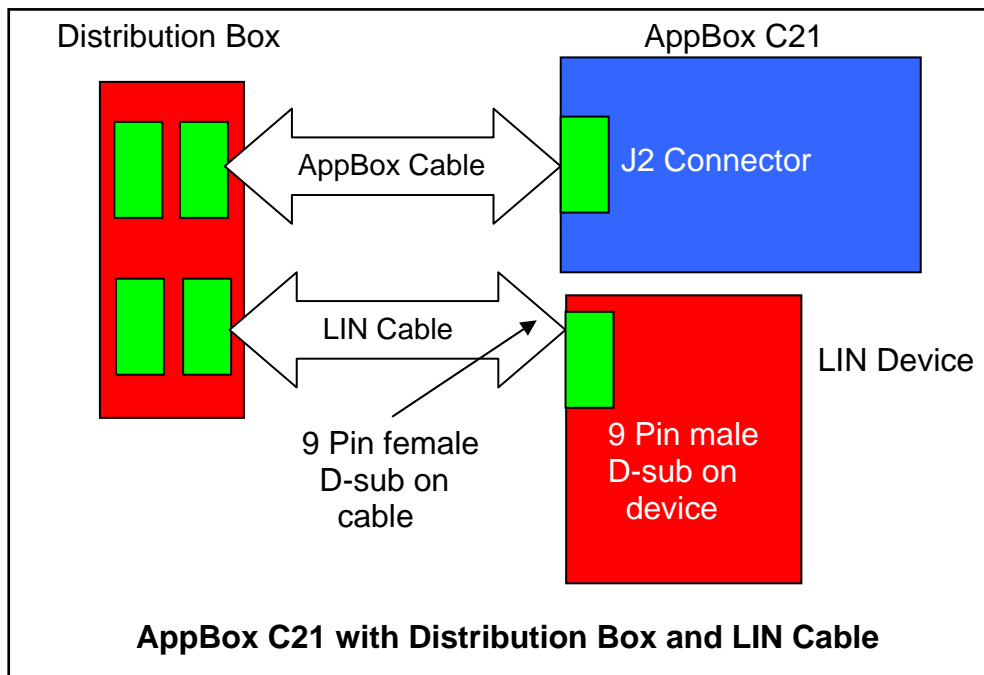 Distribution Box
AppBox C21
AppBox Cable
J2 Connector
LIN Cable
LIN Device
9 Pin female
D-sub on
cable
9 Pin male
D-sub on
device
AppBox C21 with Distribution Box and LIN Cable